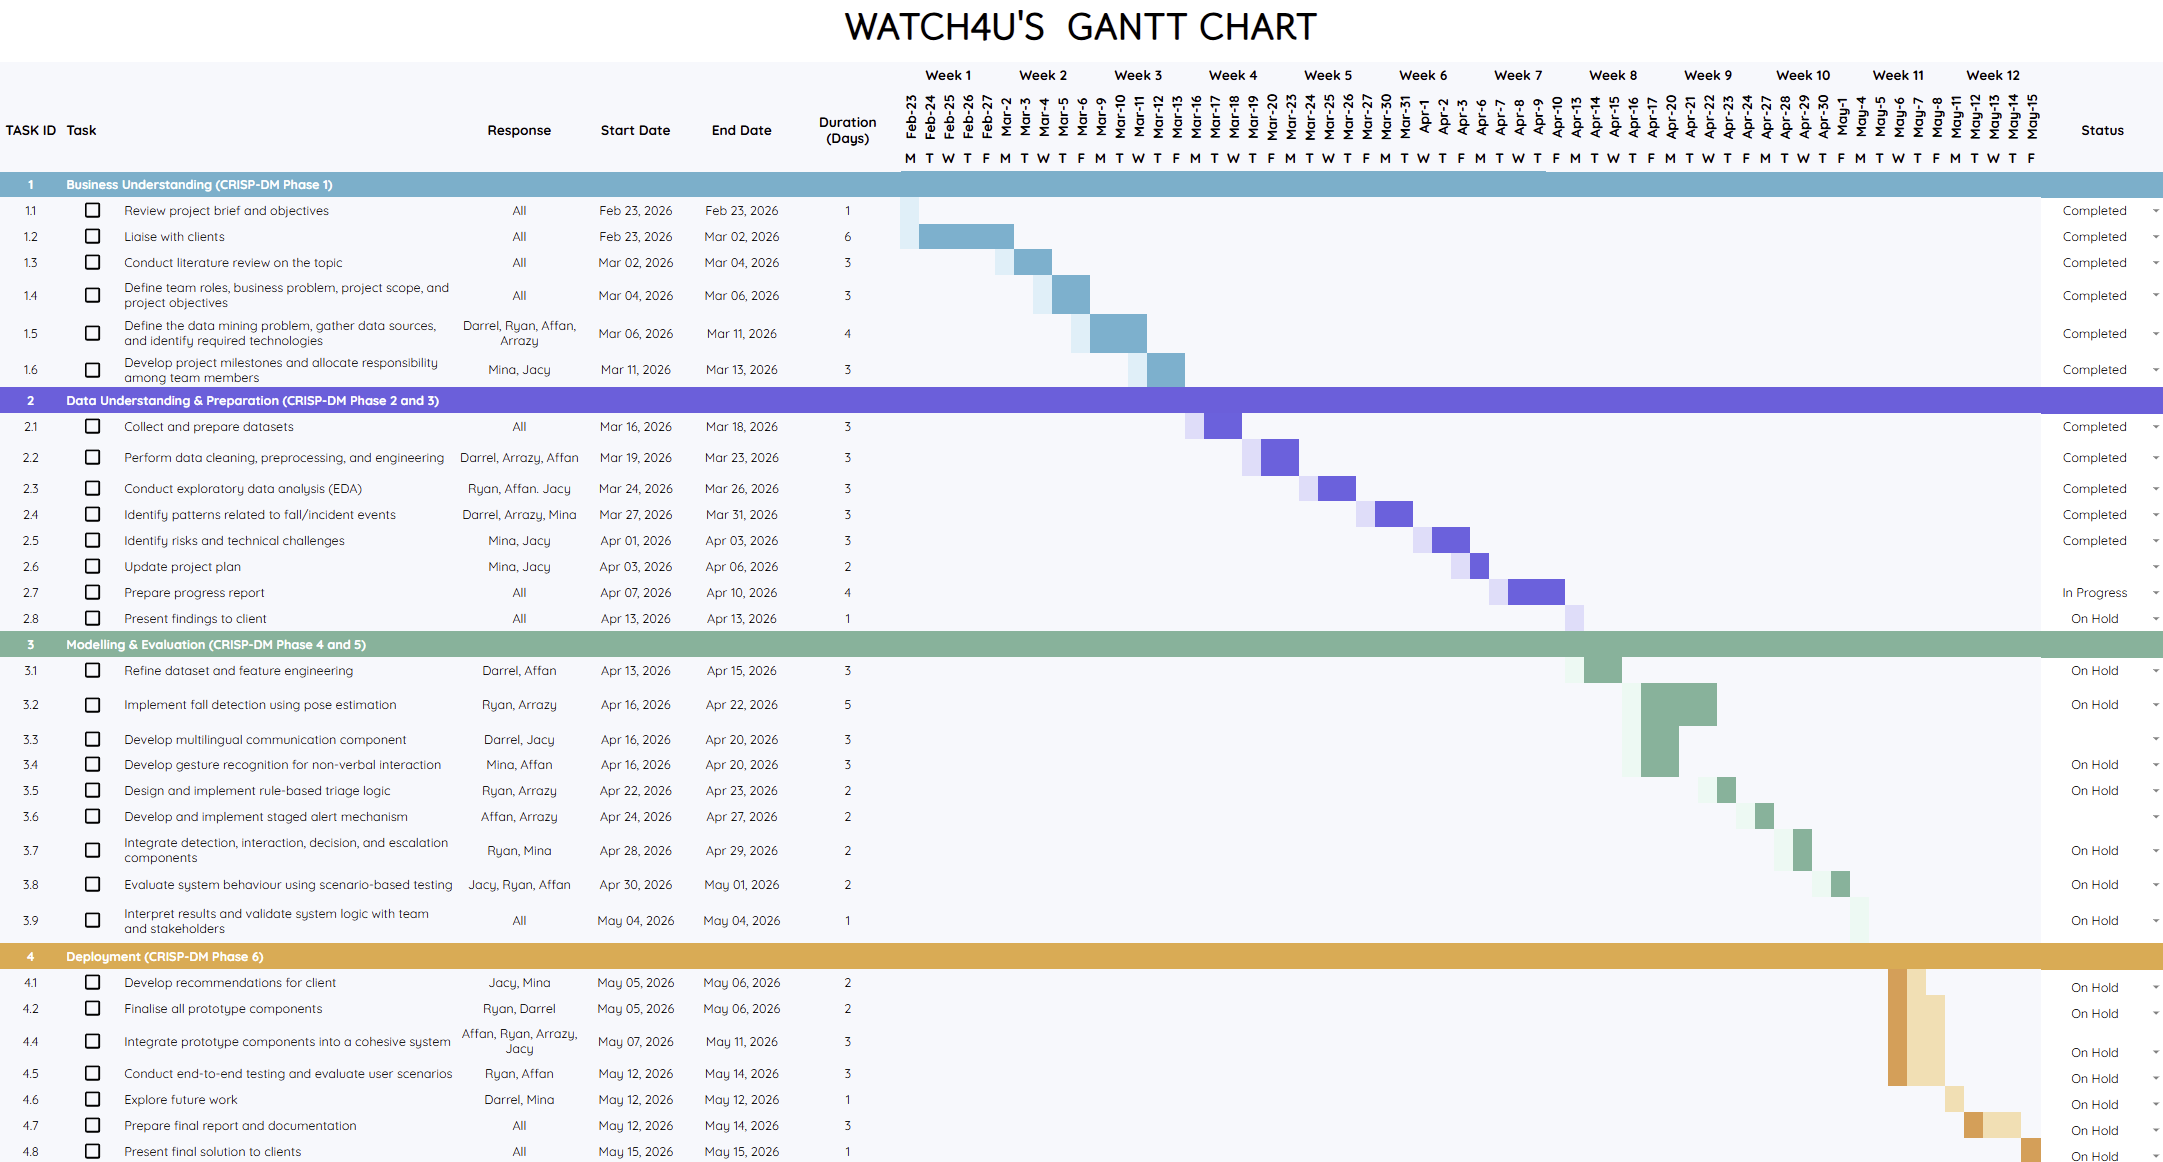 WATCH4U'S GANTT CHART
Week 1 Week 2 Week 3 Week 4 Week 5 Week 6 Week 7 Week 8 Week 9 Week 10 Week 11 Week 12
TASK ID Task Response Start Date End Date Duration (Days) Feb-23 Feb-24 Feb-25 Feb-26 Feb-27 Mar-2 Mar-3 Mar-4 Mar-5 Mar-6 Mar-9 Mar-10 Mar-11 Mar-12 Mar-13 Mar-16 Mar-17 Mar-18 Mar-19 Mar-20 Mar-23 Mar-24 Mar-25 Mar-26 Mar-27 Mar-30 Mar-31 Apr-1 Apr-2 Apr-3 Apr-6 Apr-7 Apr-8 Apr-9 Apr-10 Apr-13 Apr-14 Apr-15 Apr-16 Apr-17 Apr-20 Apr-21 Apr-22 Apr-23 Apr-24 Apr-27 Apr-28 Apr-29 Apr-30 May-1 May-4 May-5 May-6 May-7 May-8 May-11 May-12 May-13 May-14 May-15 Status
M T W T F M T W T F M T W T F M T W T F M T W T F M T W T F M T W T F M T W T F M T W T F M T W T F M T W T F M T W T F
1 Business Understanding (CRISP-DM Phase 1)
1.1 Review project brief and objectives All Feb 23, 2026 Feb 23, 2026 1 Completed
1.2 Liaise with clients All Feb 23, 2026 Mar 02, 2026 6 Completed
1.3 Conduct literature review on the topic All Mar 02, 2026 Mar 04, 2026 3 Completed
1.4 Define team roles, business problem, project scope, and
project objectives All Mar 04, 2026 Mar 06, 2026 3 Completed
1.5 Define the data mining problem, gather data sources,
and identify required technologies Darrel, Ryan, Affan,
Arrazy Mar 06, 2026 Mar 11, 2026 4 Completed
1.6 Develop project milestones and allocate responsibility
among team members Mina, Jacy Mar 11, 2026 Mar 13, 2026 3 Completed
2 Data Understanding & Preparation (CRISP-DM Phase 2 and 3)
2.1 Collect and prepare datasets All Mar 16, 2026 Mar 18, 2026 3 Completed
2.2 Perform data cleaning, preprocessing, and engineering Darrel, Arrazy, Affan Mar 19, 2026 Mar 23, 2026 3 Completed
2.3 Conduct exploratory data analysis (EDA) Ryan, Affan. Jacy Mar 24, 2026 Mar 26, 2026 3 Completed
2.4 Identify patterns related to fall/incident events Darrel, Arrazy, Mina Mar 27, 2026 Mar 31, 2026 3 Completed
2.5 Identify risks and technical challenges Mina, Jacy Apr 01, 2026 Apr 03, 2026 3 Completed
2.6 Update project plan Mina, Jacy Apr 03, 2026 Apr 06, 2026 2
2.7 Prepare progress report All Apr 07, 2026 Apr 10, 2026 4 In Progress
2.8 Present findings to client All Apr 13, 2026 Apr 13, 2026 1 On Hold
3 Modelling & Evaluation (CRISP-DM Phase 4 and 5)
3.1 Refine dataset and feature engineering Darrel, Affan Apr 13, 2026 Apr 15, 2026 3 On Hold
3.2 Implement fall detection using pose estimation Ryan, Arrazy Apr 16, 2026 Apr 22, 2026 5 On Hold
3.3 Develop multilingual communication component Darrel, Jacy Apr 16, 2026 Apr 20, 2026 3
3.4 Develop gesture recognition for non-verbal interaction Mina, Affan Apr 16, 2026 Apr 20, 2026 3 On Hold
3.5 Design and implement rule-based triage logic Ryan, Arrazy Apr 22, 2026 Apr 23, 2026 2 On Hold
3.6 Develop and implement staged alert mechanism Affan, Arrazy Apr 24, 2026 Apr 27, 2026 2
3.7 Integrate detection, interaction, decision, and escalation
components Ryan, Mina Apr 28, 2026 Apr 29, 2026 2 On Hold
3.8 Evaluate system behaviour using scenario-based testing Jacy, Ryan, Affan Apr 30, 2026 May 01, 2026 2 On Hold
3.9 Interpret results and validate system logic with team
and stakeholders All May 04, 2026 May 04, 2026 1 On Hold
4 Deployment (CRISP-DM Phase 6)
4.1 Develop recommendations for client Jacy, Mina May 05, 2026 May 06, 2026 2 On Hold
4.2 Finalise all prototype components Ryan, Darrel May 05, 2026 May 06, 2026 2 On Hold
4.4 Integrate prototype components into a cohesive system Affan, Ryan, Arrazy,
Jacy May 07, 2026 May 11, 2026 3 On Hold
4.5 Conduct end-to-end testing and evaluate user scenarios Ryan, Affan May 12, 2026 May 14, 2026 3 On Hold
4.6 Explore future work Darrel, Mina May 12, 2026 May 12, 2026 1 On Hold
4.7 Prepare final report and documentation All May 12, 2026 May 14, 2026 3 On Hold
4.8 Present final solution to clients All May 15, 2026 May 15, 2026 1 On Hold